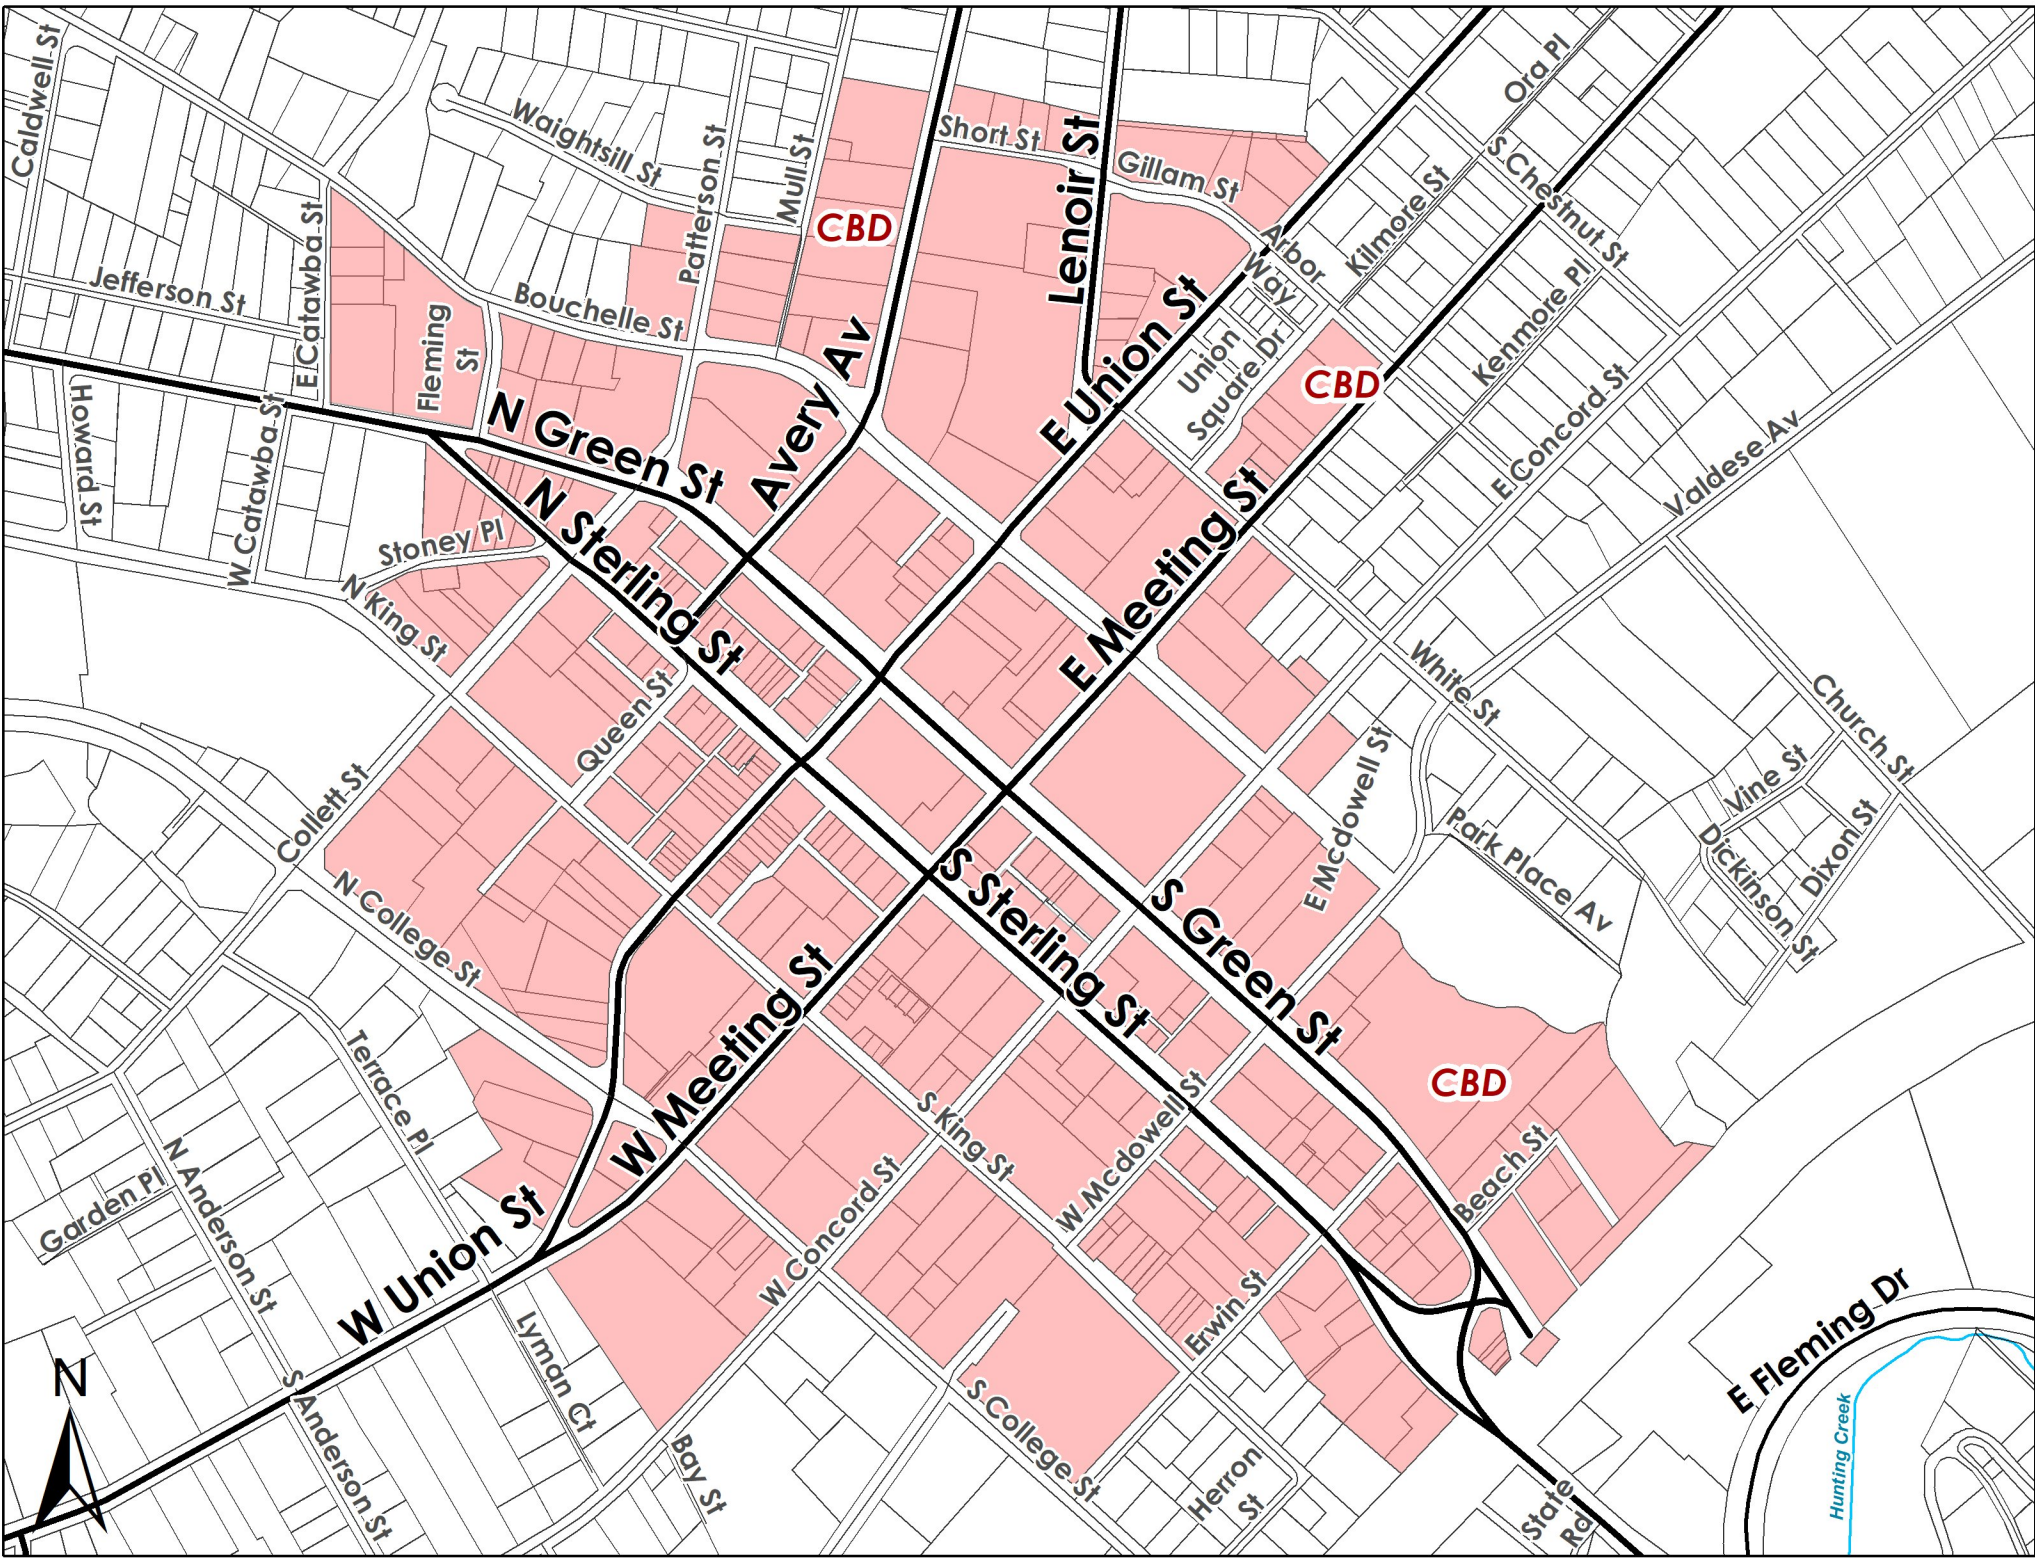 Caldwell St
Waightsill St
Patterson St
Mull St
CBD
Short St
Lenoir St
Gillam St
Ora Pl
S Chestnut St
Kilmore St
Arbor
Way
Jefferson St
E Catawba St
Fleming
St
Bouchelle St
Avery Av
E Union St
Union
Square Dr
CBD
Kenmore Pl
E Concord St
Valdese Av
Howard St
W Catawba St
N Green St
Stoney Pl
N Sterling St
N King St
E Meeting St
White St
Church St
Queen St
Collett St
E Mcdowell St
Park Place Av
Vine St
Dickinson St
Dixon St
N College St
S Sterling St
S Green St
W Meeting St
Terrace Pl
N Anderson St
Garden Pl
S King St
W Mcdowell St
CBD
Beach St
W Concord St
W Union St
Erwin St
Lyman Ct
S Anderson St
Bay St
S College St
Herron
St
State
Rd
E Fleming Dr
Hunting Creek
N